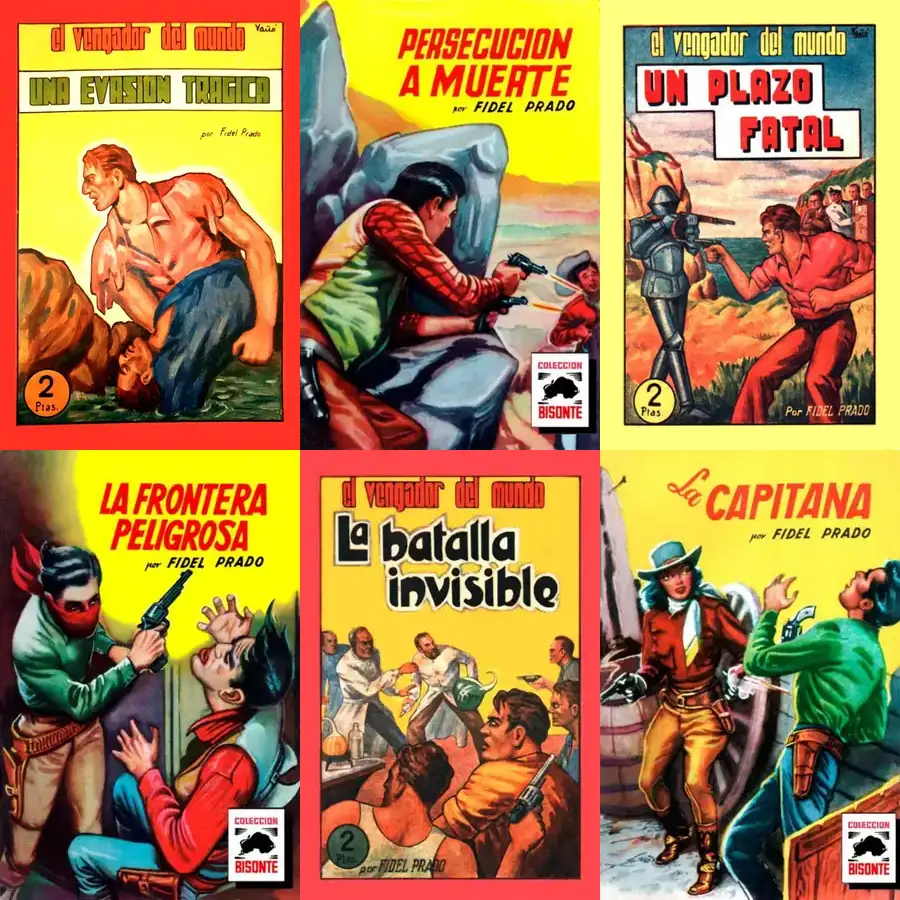 el vengador del mundo
Yañó
UNA EVASION TRAGICA
por Fidel Prado
2
Ptas.
PERSECUCION
A MUERTE
por FIDEL PRADO
COLECCION
BISONTE
el vengador del mundo
UN PLAZO
FATAL
2
Ptas
Por FIDEL PRADO
LA FRONTERA
PELIGROSA
por FIDEL PRADO
COLECCION
BISONTE
el vengador del mundo
La batalla
invisible
2
Ptas.
por FIDEL PRADO
La CAPITANA
por FIDEL PRADO
COLECCION
BISONTE